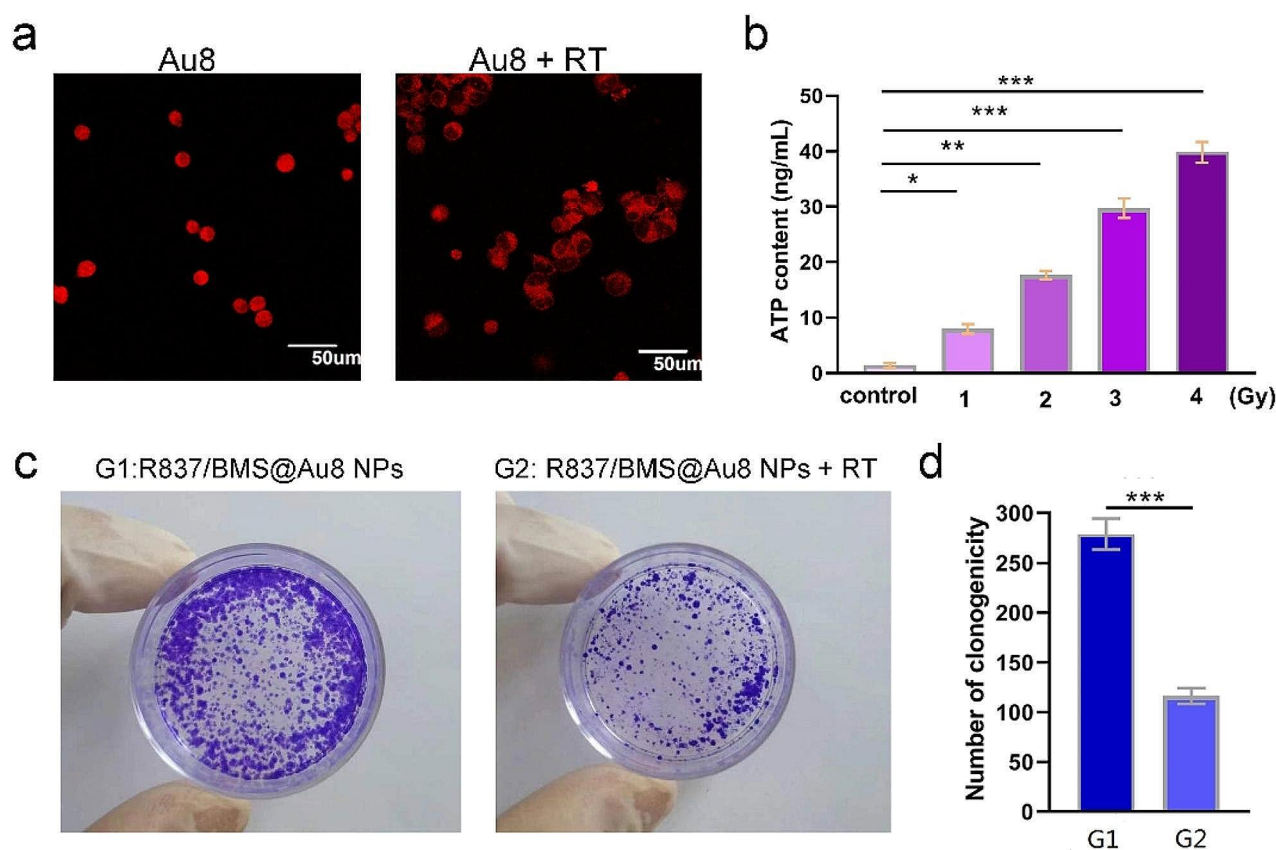 a
Au8
Au8 + RT
50um
50um
b
ATP content (ng/mL)
50
40
30
20
10
0
***
***
**
*
control
1
2
3
4
(Gy)
c
G1:R837/BMS@Au8 NPs
G2: R837/BMS@Au8 NPs + RT
d
Number of clonogenicity
300
250
200
150
100
50
0
***
G1
G2